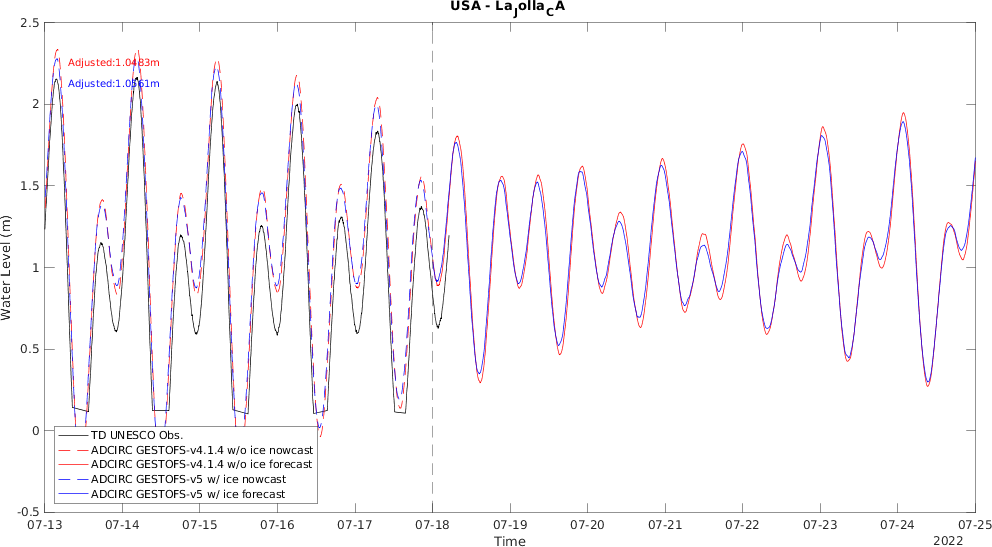 USA - LaJollaCA
Adjusted:1.0483m
Adjusted:1.0561m
2.5
2
1.5
1
0.5
0
-0.5
Water Level (m)
TD UNESCO Obs.
ADCIRC GESTOFS-v4.1.4 w/o ice nowcast
ADCIRC GESTOFS-v4.1.4 w/o ice forecast
ADCIRC GESTOFS-v5 w/ ice nowcast
ADCIRC GESTOFS-v5 w/ ice forecast
07-13 07-14 07-15 07-16 07-17 07-18 07-19 07-20 07-21 07-22 07-23 07-24 07-25
Time
2022